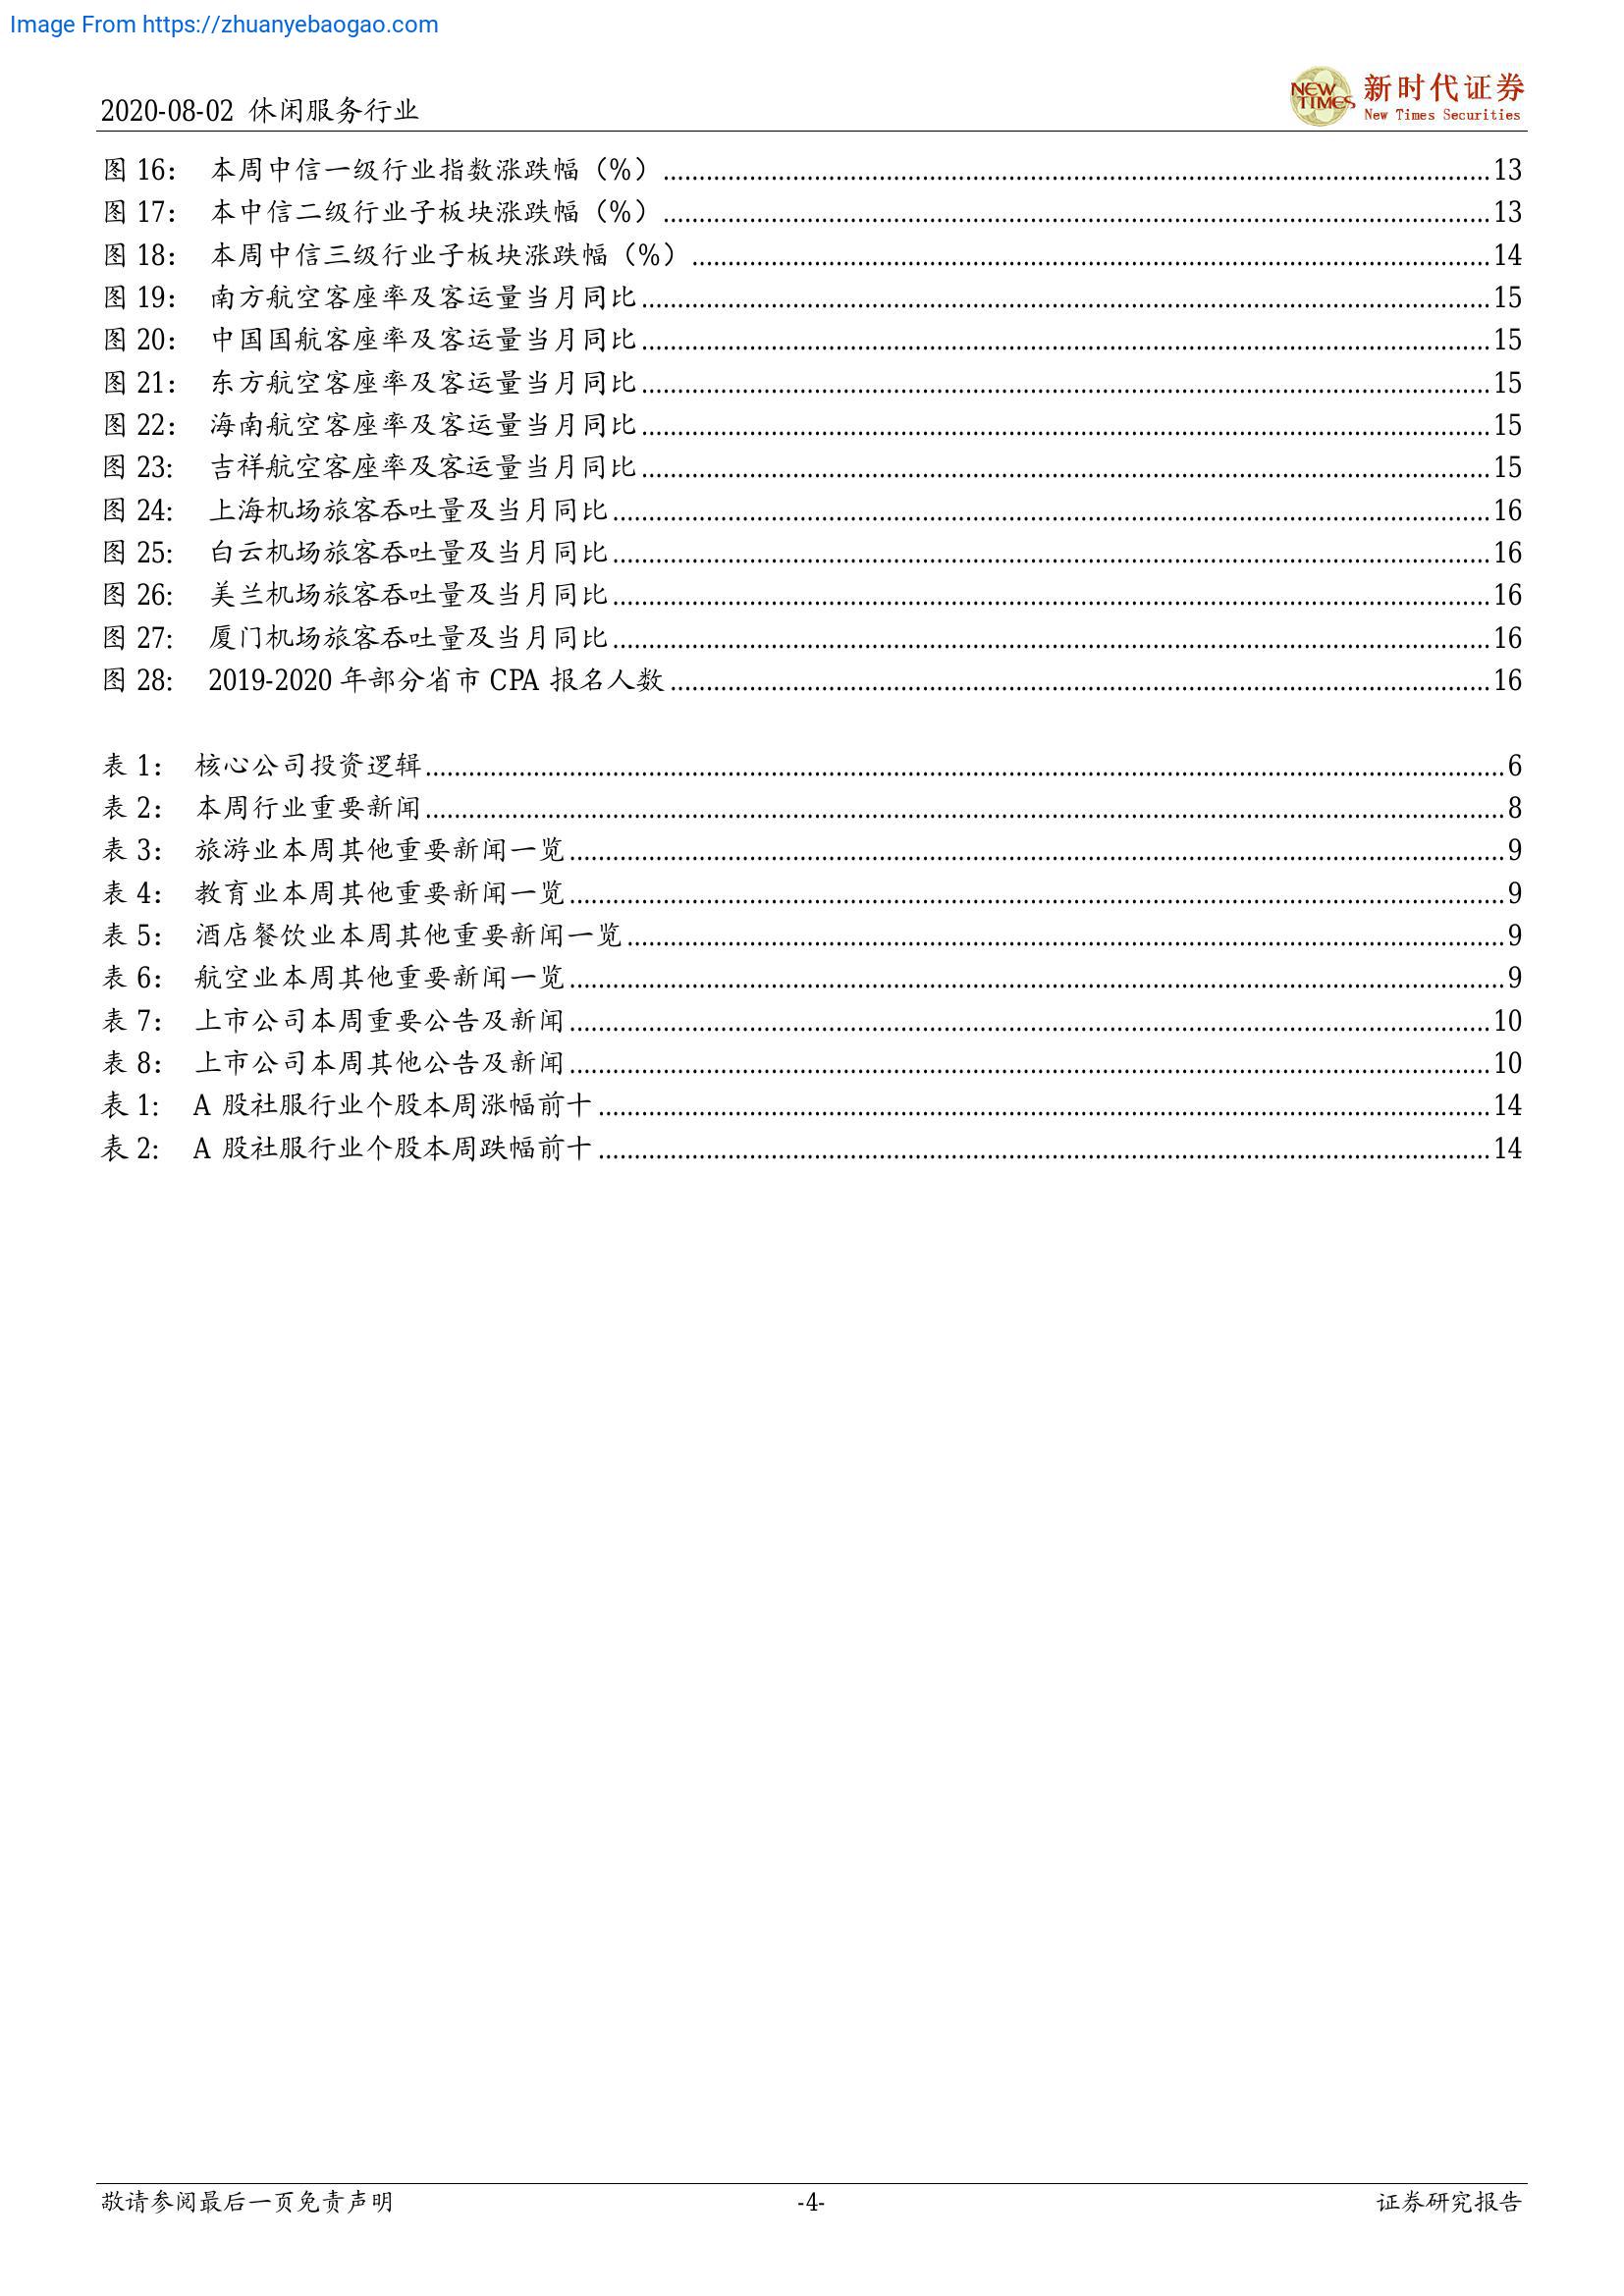 Image From https://zhuanyebaogao.com
2020-08-02 休闲服务行业
NEW TIMES
新时代证券
New Times Securities
图 16： 本周中信一级行业指数涨跌幅（%）...................................................13
图 17： 本中信二级行业子板块涨跌幅（%）...................................................13
图 18： 本周中信三级行业子板块涨跌幅（%）...................................................14
图 19： 南方航空客座率及客运量当月同比...................................................15
图 20： 中国国航客座率及客运量当月同比...................................................15
图 21： 东方航空客座率及客运量当月同比...................................................15
图 22： 海南航空客座率及客运量当月同比...................................................15
图 23: 吉祥航空客座率及客运量当月同比...................................................15
图 24: 上海机场旅客吞吐量及当月同比...................................................16
图 25: 白云机场旅客吞吐量及当月同比...................................................16
图 26: 美兰机场旅客吞吐量及当月同比...................................................16
图 27: 厦门机场旅客吞吐量及当月同比...................................................16
图 28: 2019-2020 年部分省市 CPA 报名人数...................................................16
表 1： 核心公司投资逻辑...................................................6
表 2： 本周行业重要新闻...................................................8
表 3： 旅游业本周其他重要新闻一览...................................................9
表 4： 教育业本周其他重要新闻一览...................................................9
表 5： 酒店餐饮业本周其他重要新闻一览...................................................9
表 6： 航空业本周其他重要新闻一览...................................................9
表 7： 上市公司本周重要公告及新闻...................................................10
表 8： 上市公司本周其他公告及新闻...................................................10
表 1: A 股社服行业个股本周涨幅前十...................................................14
表 2: A 股社服行业个股本周跌幅前十...................................................14
敬请参阅最后一页免责声明
-4-
证券研究报告